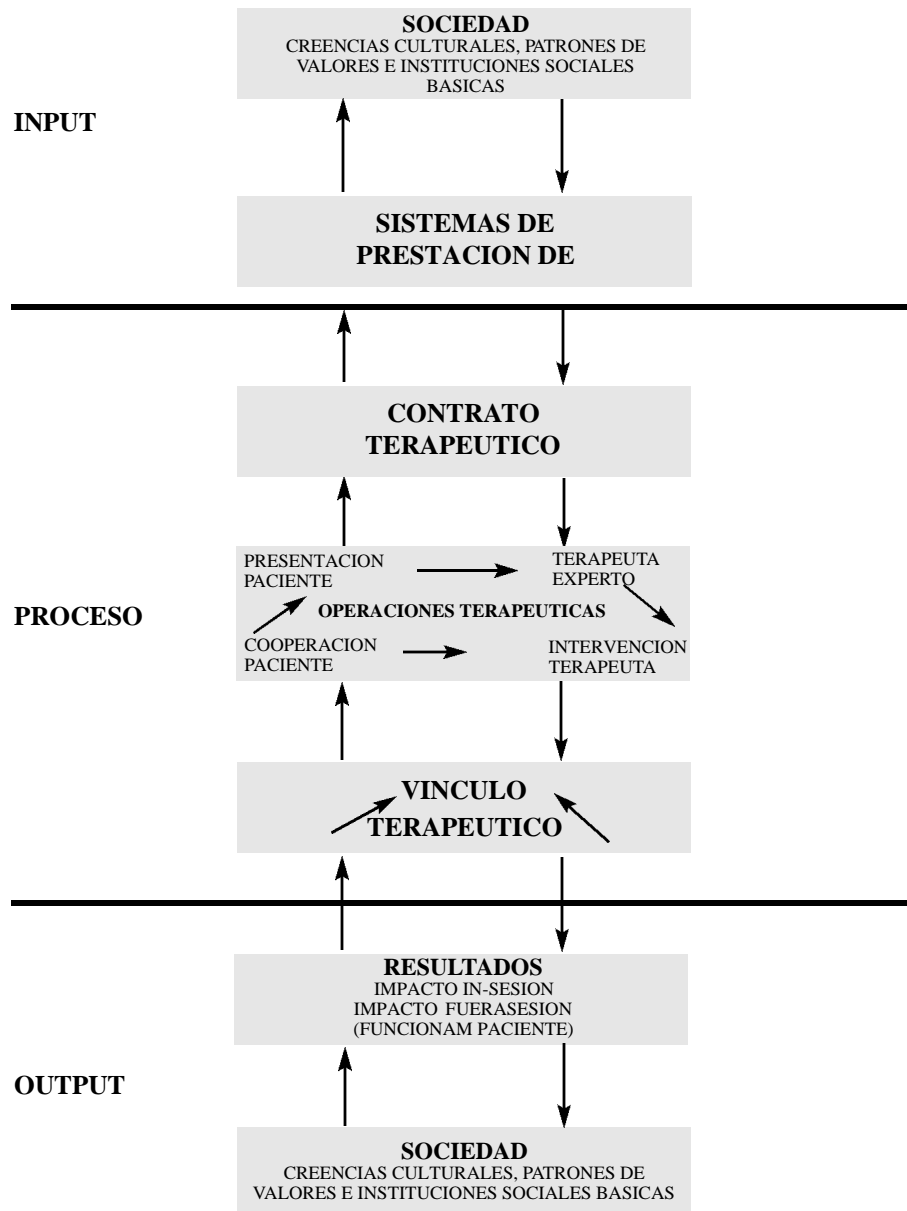 SOCIEDAD
CREENCIAS CULTURALES, PATRONES DE
VALORES E INSTITUCIONES SOCIALES
BASICAS
INPUT
SISTEMAS DE
PRESTACION DE
CONTRATO
TERAPEUTICO
PRESENTACION
PACIENTE
TERAPEUTA
EXPERTO
PROCESO
OPERACIONES TERAPEUTICAS
COOPERACION
PACIENTE
INTERVENCION
TERAPEUTA
VINCULO
TERAPEUTICO
RESULTADOS
IMPACTO IN-SESION
IMPACTO FUERASESION
(FUNCIONAM PACIENTE)
OUTPUT
SOCIEDAD
CREENCIAS CULTURALES, PATRONES DE
VALORES E INSTITUCIONES SOCIALES BASICAS